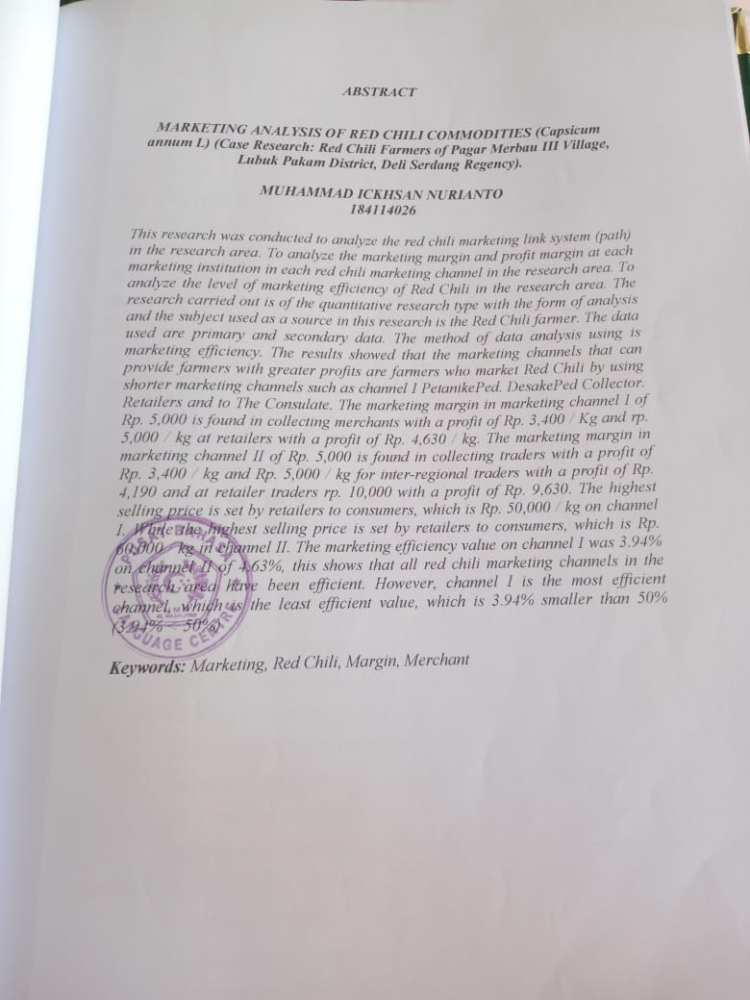 ABSTRACT
MARKETING ANALYSIS OF RED CHILI COMMODITIES (Capsicum
annum L) (Case Research: Red Chili Farmers of Pagar Merbau III Village,
Lubuk Pakam District, Deli Serdang Regency).
MUHAMMAD ICKHSAN NURIANTO
184114026
This research was conducted to analyze the red chili marketing link system (path)
in the research area. To analyze the marketing margin and profit margin at each
marketing institution in each red chili marketing channel in the research area. To
analyze the level of marketing efficiency of Red Chili in the research area. The
research carried out is of the quantitative research type with the form of analysis
and the subject used as a source in this research is the Red Chili farmer. The data
used are primary and secondary data. The method of data analysis using is
marketing efficiency. The results showed that the marketing channels that can
provide farmers with greater profits are farmers who market Red Chili by using
shorter marketing channels such as channel I PetanikePed. DesakePed Collector.
Retailers and to The Consulate. The marketing margin in marketing channel I of
Rp. 5,000 is found in collecting merchants with a profit of Rp. 3,400 / Kg and rp.
5,000 / kg at retailers with a profit of Rp. 4,630 / kg. The marketing margin in
marketing channel II of Rp. 5,000 is found in collecting traders with a profit of
Rp. 3,400 / kg and Rp. 5,000 / kg for inter-regional traders with a profit of Rp.
4,190 and at retailer traders rp. 10,000 with a profit of Rp. 9,630. The highest
selling price is set by retailers to consumers, which is Rp. 50,000 / kg on channel
I. While the highest selling price is set by retailers to consumers, which is Rp.
60,000 / kg in channel II. The marketing efficiency value on channel I was 3.94%
on channel II of 4.63%, this shows that all red chili marketing channels in the
research area have been efficient. However, channel I is the most efficient
channel, which is the least efficient value, which is 3.94% smaller than 50%
(3.94% < 50%)
LANGUAGE CENTRE
Keywords: Marketing, Red Chili, Margin, Merchant